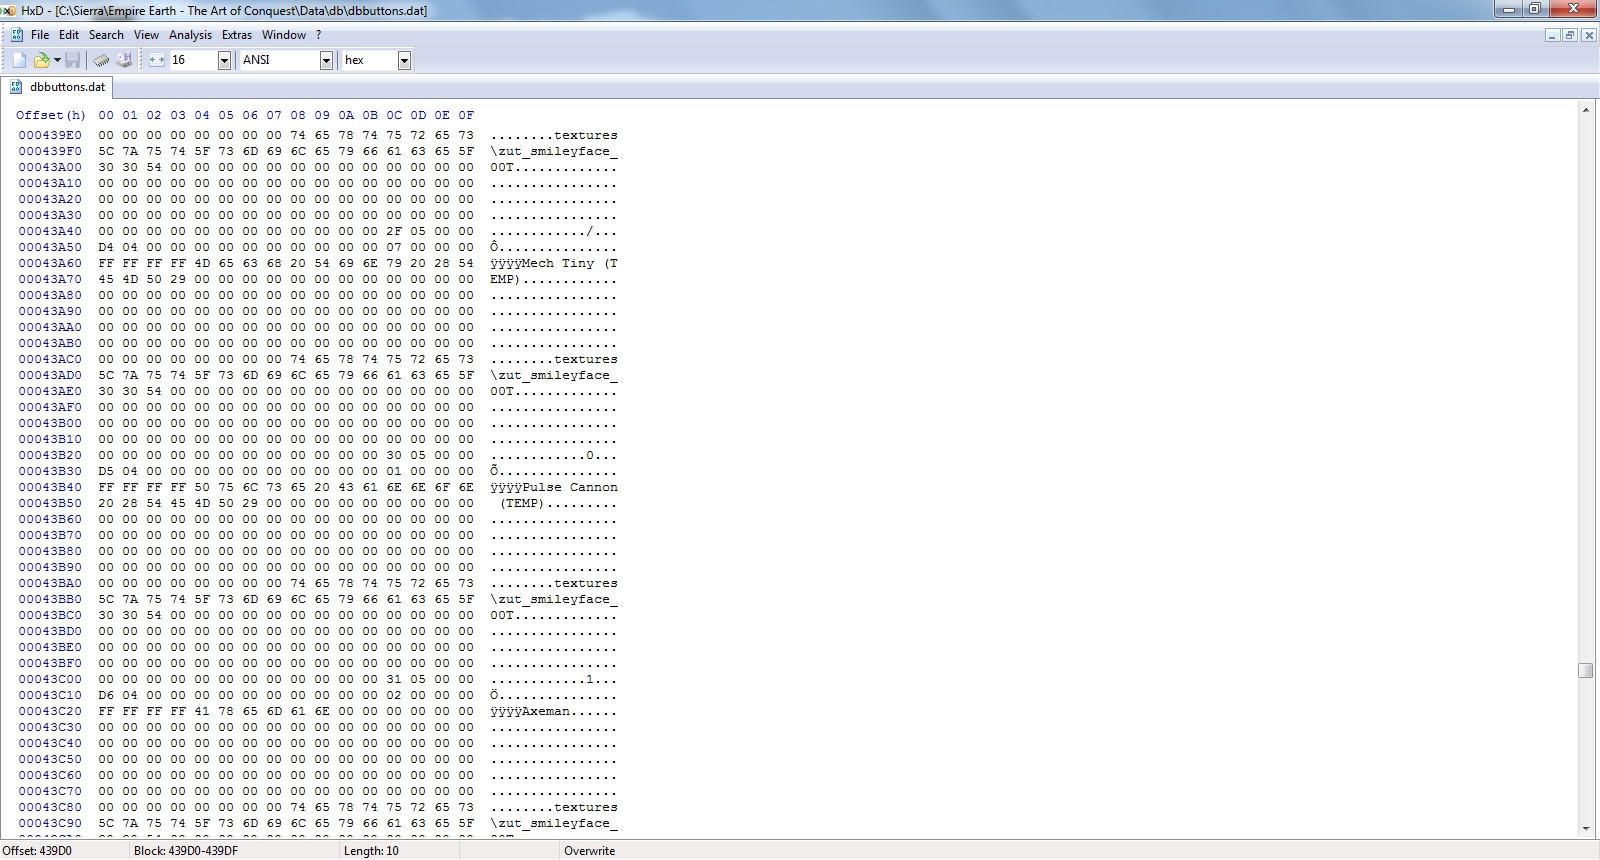 HxD - [C:\Sierra\Empire Earth - The Art of Conquest\Data\db\dbbuttons.dat]
File Edit Search View Analysis Extras Window ?
16 ANSI hex
dbbuttons.dat
Offset(h) 00 01 02 03 04 05 06 07 08 09 0A 0B 0C 0D 0E 0F
000439E0 00 00 00 00 00 00 00 00 74 65 78 74 75 72 65 73 ........textures
000439F0 5C 7A 75 74 5F 73 6D 69 6C 65 79 66 61 63 65 5F \zut_smileyface_
00043A00 30 30 54 00 00 00 00 00 00 00 00 00 00 00 00 00 00T.............
00043A10 00 00 00 00 00 00 00 00 00 00 00 00 00 00 00 00 ................
00043A20 00 00 00 00 00 00 00 00 00 00 00 00 00 00 00 00 ................
00043A30 00 00 00 00 00 00 00 00 00 00 00 00 00 00 00 00 ................
00043A40 00 00 00 00 00 00 00 00 00 00 00 00 2F 05 00 00 ............/...
00043A50 D4 04 00 00 00 00 00 00 00 00 00 00 07 00 00 00 Ô...............
00043A60 FF FF FF FF 4D 65 63 68 20 54 69 6E 79 20 28 54 ÿÿÿÿMech Tiny (T
00043A70 45 4D 50 29 00 00 00 00 00 00 00 00 00 00 00 00 EMP)............
00043A80 00 00 00 00 00 00 00 00 00 00 00 00 00 00 00 00 ................
00043A90 00 00 00 00 00 00 00 00 00 00 00 00 00 00 00 00 ................
00043AA0 00 00 00 00 00 00 00 00 00 00 00 00 00 00 00 00 ................
00043AB0 00 00 00 00 00 00 00 00 00 00 00 00 00 00 00 00 ................
00043AC0 00 00 00 00 00 00 00 00 74 65 78 74 75 72 65 73 ........textures
00043AD0 5C 7A 75 74 5F 73 6D 69 6C 65 79 66 61 63 65 5F \zut_smileyface_
00043AE0 30 30 54 00 00 00 00 00 00 00 00 00 00 00 00 00 00T.............
00043AF0 00 00 00 00 00 00 00 00 00 00 00 00 00 00 00 00 ................
00043B00 00 00 00 00 00 00 00 00 00 00 00 00 00 00 00 00 ................
00043B10 00 00 00 00 00 00 00 00 00 00 00 00 00 00 00 00 ................
00043B20 00 00 00 00 00 00 00 00 00 00 00 00 30 05 00 00 ............0...
00043B30 D5 04 00 00 00 00 00 00 00 00 00 00 01 00 00 00 Õ...............
00043B40 FF FF FF FF 50 75 6C 73 65 20 43 61 6E 6E 6F 6E ÿÿÿÿPulse Cannon
00043B50 20 28 54 45 4D 50 29 00 00 00 00 00 00 00 00 00  (TEMP).........
00043B60 00 00 00 00 00 00 00 00 00 00 00 00 00 00 00 00 ................
00043B70 00 00 00 00 00 00 00 00 00 00 00 00 00 00 00 00 ................
00043B80 00 00 00 00 00 00 00 00 00 00 00 00 00 00 00 00 ................
00043B90 00 00 00 00 00 00 00 00 00 00 00 00 00 00 00 00 ................
00043BA0 00 00 00 00 00 00 00 00 74 65 78 74 75 72 65 73 ........textures
00043BB0 5C 7A 75 74 5F 73 6D 69 6C 65 79 66 61 63 65 5F \zut_smileyface_
00043BC0 30 30 54 00 00 00 00 00 00 00 00 00 00 00 00 00 00T.............
00043BD0 00 00 00 00 00 00 00 00 00 00 00 00 00 00 00 00 ................
00043BE0 00 00 00 00 00 00 00 00 00 00 00 00 00 00 00 00 ................
00043BF0 00 00 00 00 00 00 00 00 00 00 00 00 00 00 00 00 ................
00043C00 00 00 00 00 00 00 00 00 00 00 00 00 31 05 00 00 ............1...
00043C10 D6 04 00 00 00 00 00 00 00 00 00 00 02 00 00 00 Ö...............
00043C20 FF FF FF FF 41 78 65 6D 61 6E 00 00 00 00 00 00 ÿÿÿÿAxeman......
00043C30 00 00 00 00 00 00 00 00 00 00 00 00 00 00 00 00 ................
00043C40 00 00 00 00 00 00 00 00 00 00 00 00 00 00 00 00 ................
00043C50 00 00 00 00 00 00 00 00 00 00 00 00 00 00 00 00 ................
00043C60 00 00 00 00 00 00 00 00 00 00 00 00 00 00 00 00 ................
00043C70 00 00 00 00 00 00 00 00 00 00 00 00 00 00 00 00 ................
00043C80 00 00 00 00 00 00 00 00 74 65 78 74 75 72 65 73 ........textures
00043C90 5C 7A 75 74 5F 73 6D 69 6C 65 79 66 61 63 65 5F \zut_smileyface_
Offset: 439D0 Block: 439D0-439DF Length: 10 Overwrite